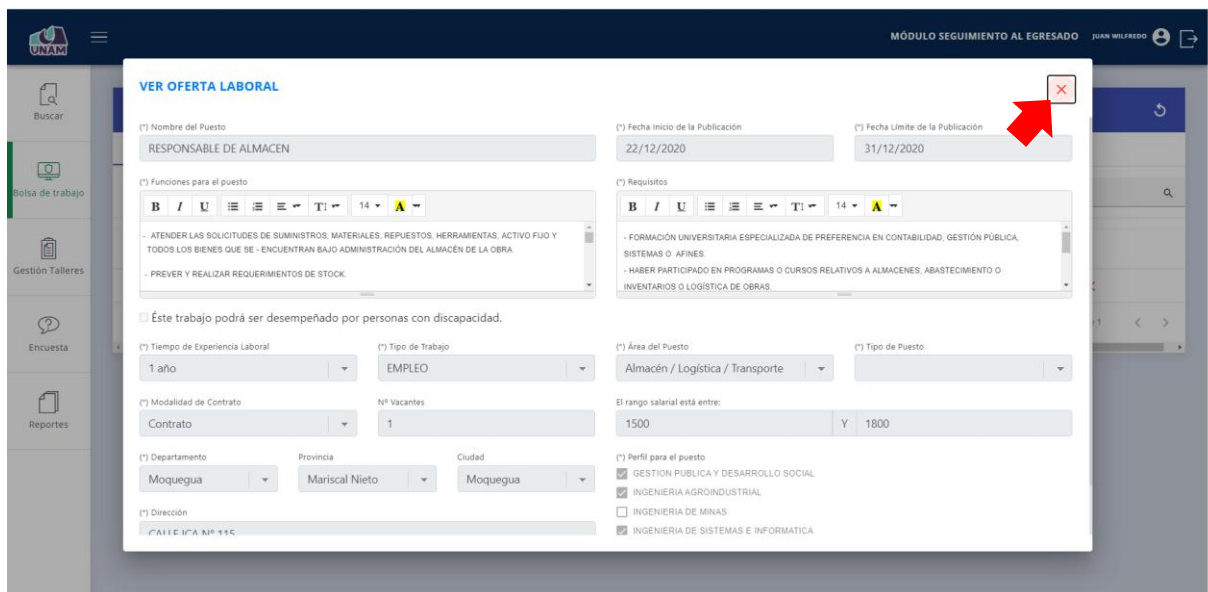 UNAM
MÓDULO SEGUIMIENTO AL EGRESADO JUAN WILFREDO
Buscar
Bolsa de trabajo
Gestión Talleres
Encuesta
Reportes
VER OFERTA LABORAL
(*) Nombre del Puesto
RESPONSABLE DE ALMACEN
(*) Fecha Inicio de la Publicación
22/12/2020
(*) Fecha Límite de la Publicación
31/12/2020
(*) Funciones para el puesto
B I U T! 14 A
- ATENDER LAS SOLICITUDES DE SUMINISTROS; MATERIALES, REPUESTOS, HERRAMIENTAS, ACTIVO FIJO Y
TODOS LOS BIENES QUE SE - ENCUENTRAN BAJO ADMINISTRACIÓN DEL ALMACÉN DE LA OBRA.
- PREVER Y REALIZAR REQUERIMIENTOS DE STOCK.
(*) Requisitos
B I U T! 14 A
- FORMACIÓN UNIVERSITARIA ESPECIALIZADA DE PREFERENCIA EN CONTABILIDAD, GESTIÓN PÚBLICA,
SISTEMAS O AFINES.
- HABER PARTICIPADO EN PROGRAMAS O CURSOS RELATIVOS A ALMACENES, ABASTECIMIENTO O
INVENTARIOS O LOGÍSTICA DE OBRAS.
Éste trabajo podrá ser desempeñado por personas con discapacidad.
(*) Tiempo de Experiencia Laboral
1 año
(*) Tipo de Trabajo
EMPLEO
(*) Área del Puesto
Almacén / Logística / Transporte
(*) Tipo de Puesto
(*) Modalidad de Contrato
Contrato
Nº Vacantes
1
El rango salarial está entre:
1500 Y 1800
(*) Departamento
Moquegua
Provincia
Mariscal Nieto
Ciudad
Moquegua
(*) Perfil para el puesto
GESTION PUBLICA Y DESARROLLO SOCIAL
INGENIERIA AGROINDUSTRIAL
INGENIERIA DE MINAS
INGENIERIA DE SISTEMAS E INFORMATICA
(*) Dirección
CALLE ICA Nº 115